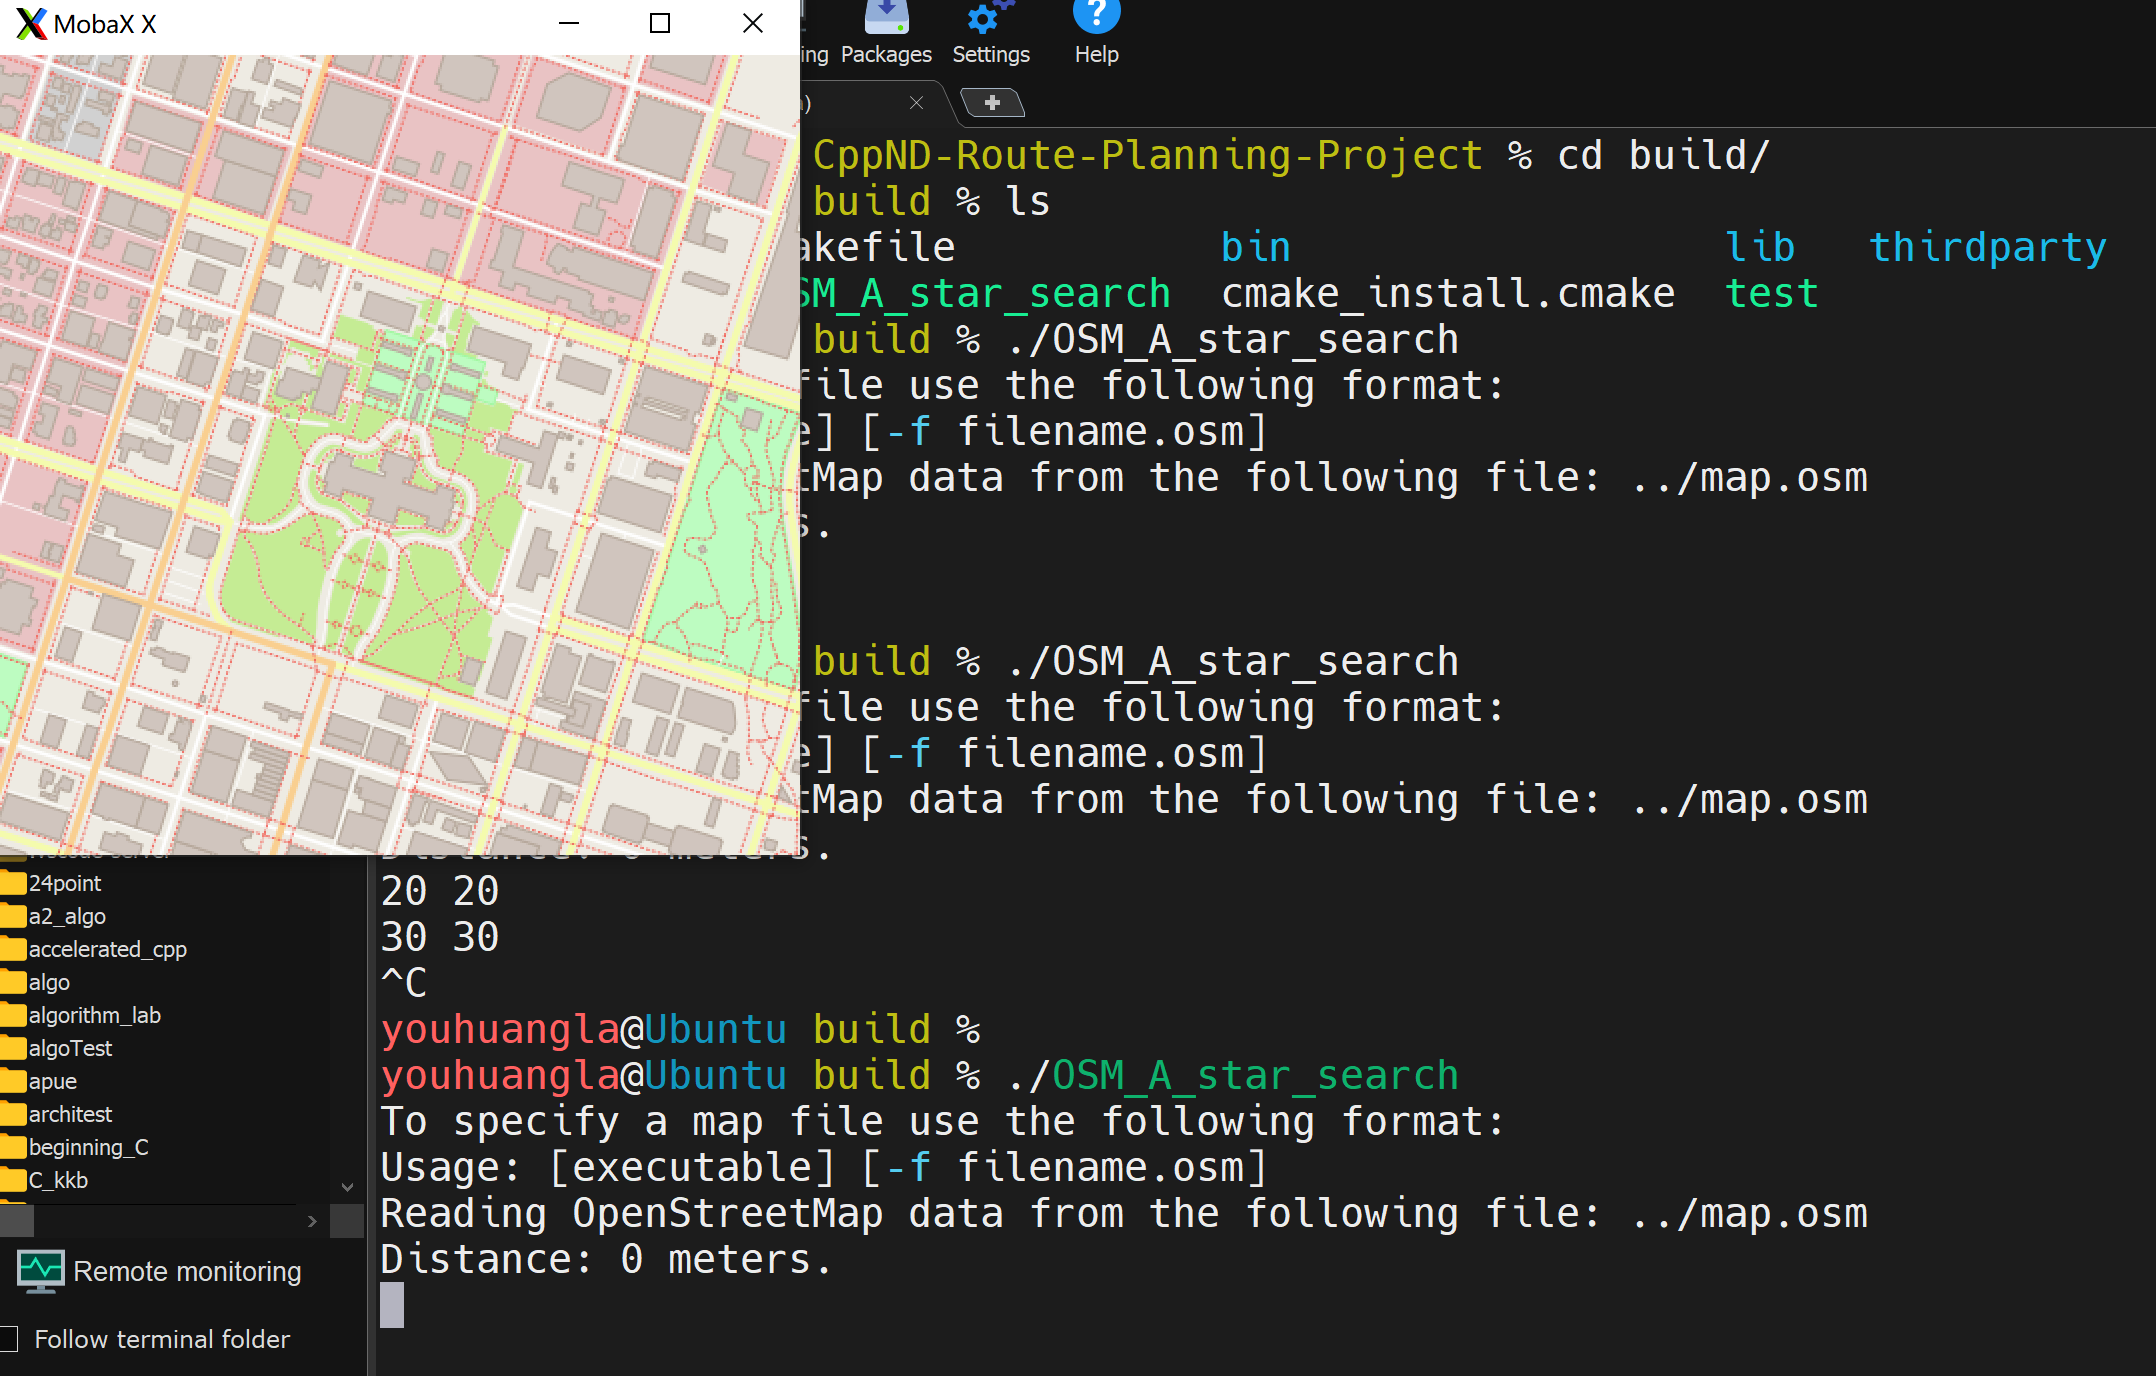 MobaX X
ing Packages Settings Help
CppND-Route-Planning-Project % cd build/
build % ls
akefile bin lib thirdparty
SM_A_star_search cmake_install.cmake test
build % ./OSM_A_star_search
file use the following format:
e] [-f filename.osm]
tMap data from the following file: ../map.osm
s.
build % ./OSM_A_star_search
file use the following format:
e] [-f filename.osm]
tMap data from the following file: ../map.osm
s.
20 20
30 30
^C
youhuangla@Ubuntu build %
youhuangla@Ubuntu build % ./OSM_A_star_search
To specify a map file use the following format:
Usage: [executable] [-f filename.osm]
Reading OpenStreetMap data from the following file: ../map.osm
Distance: 0 meters.
24point
a2_algo
accelerated_cpp
algo
algorithm_lab
algoTest
apue
architest
beginning_C
C_kkb
Remote monitoring
Follow terminal folder